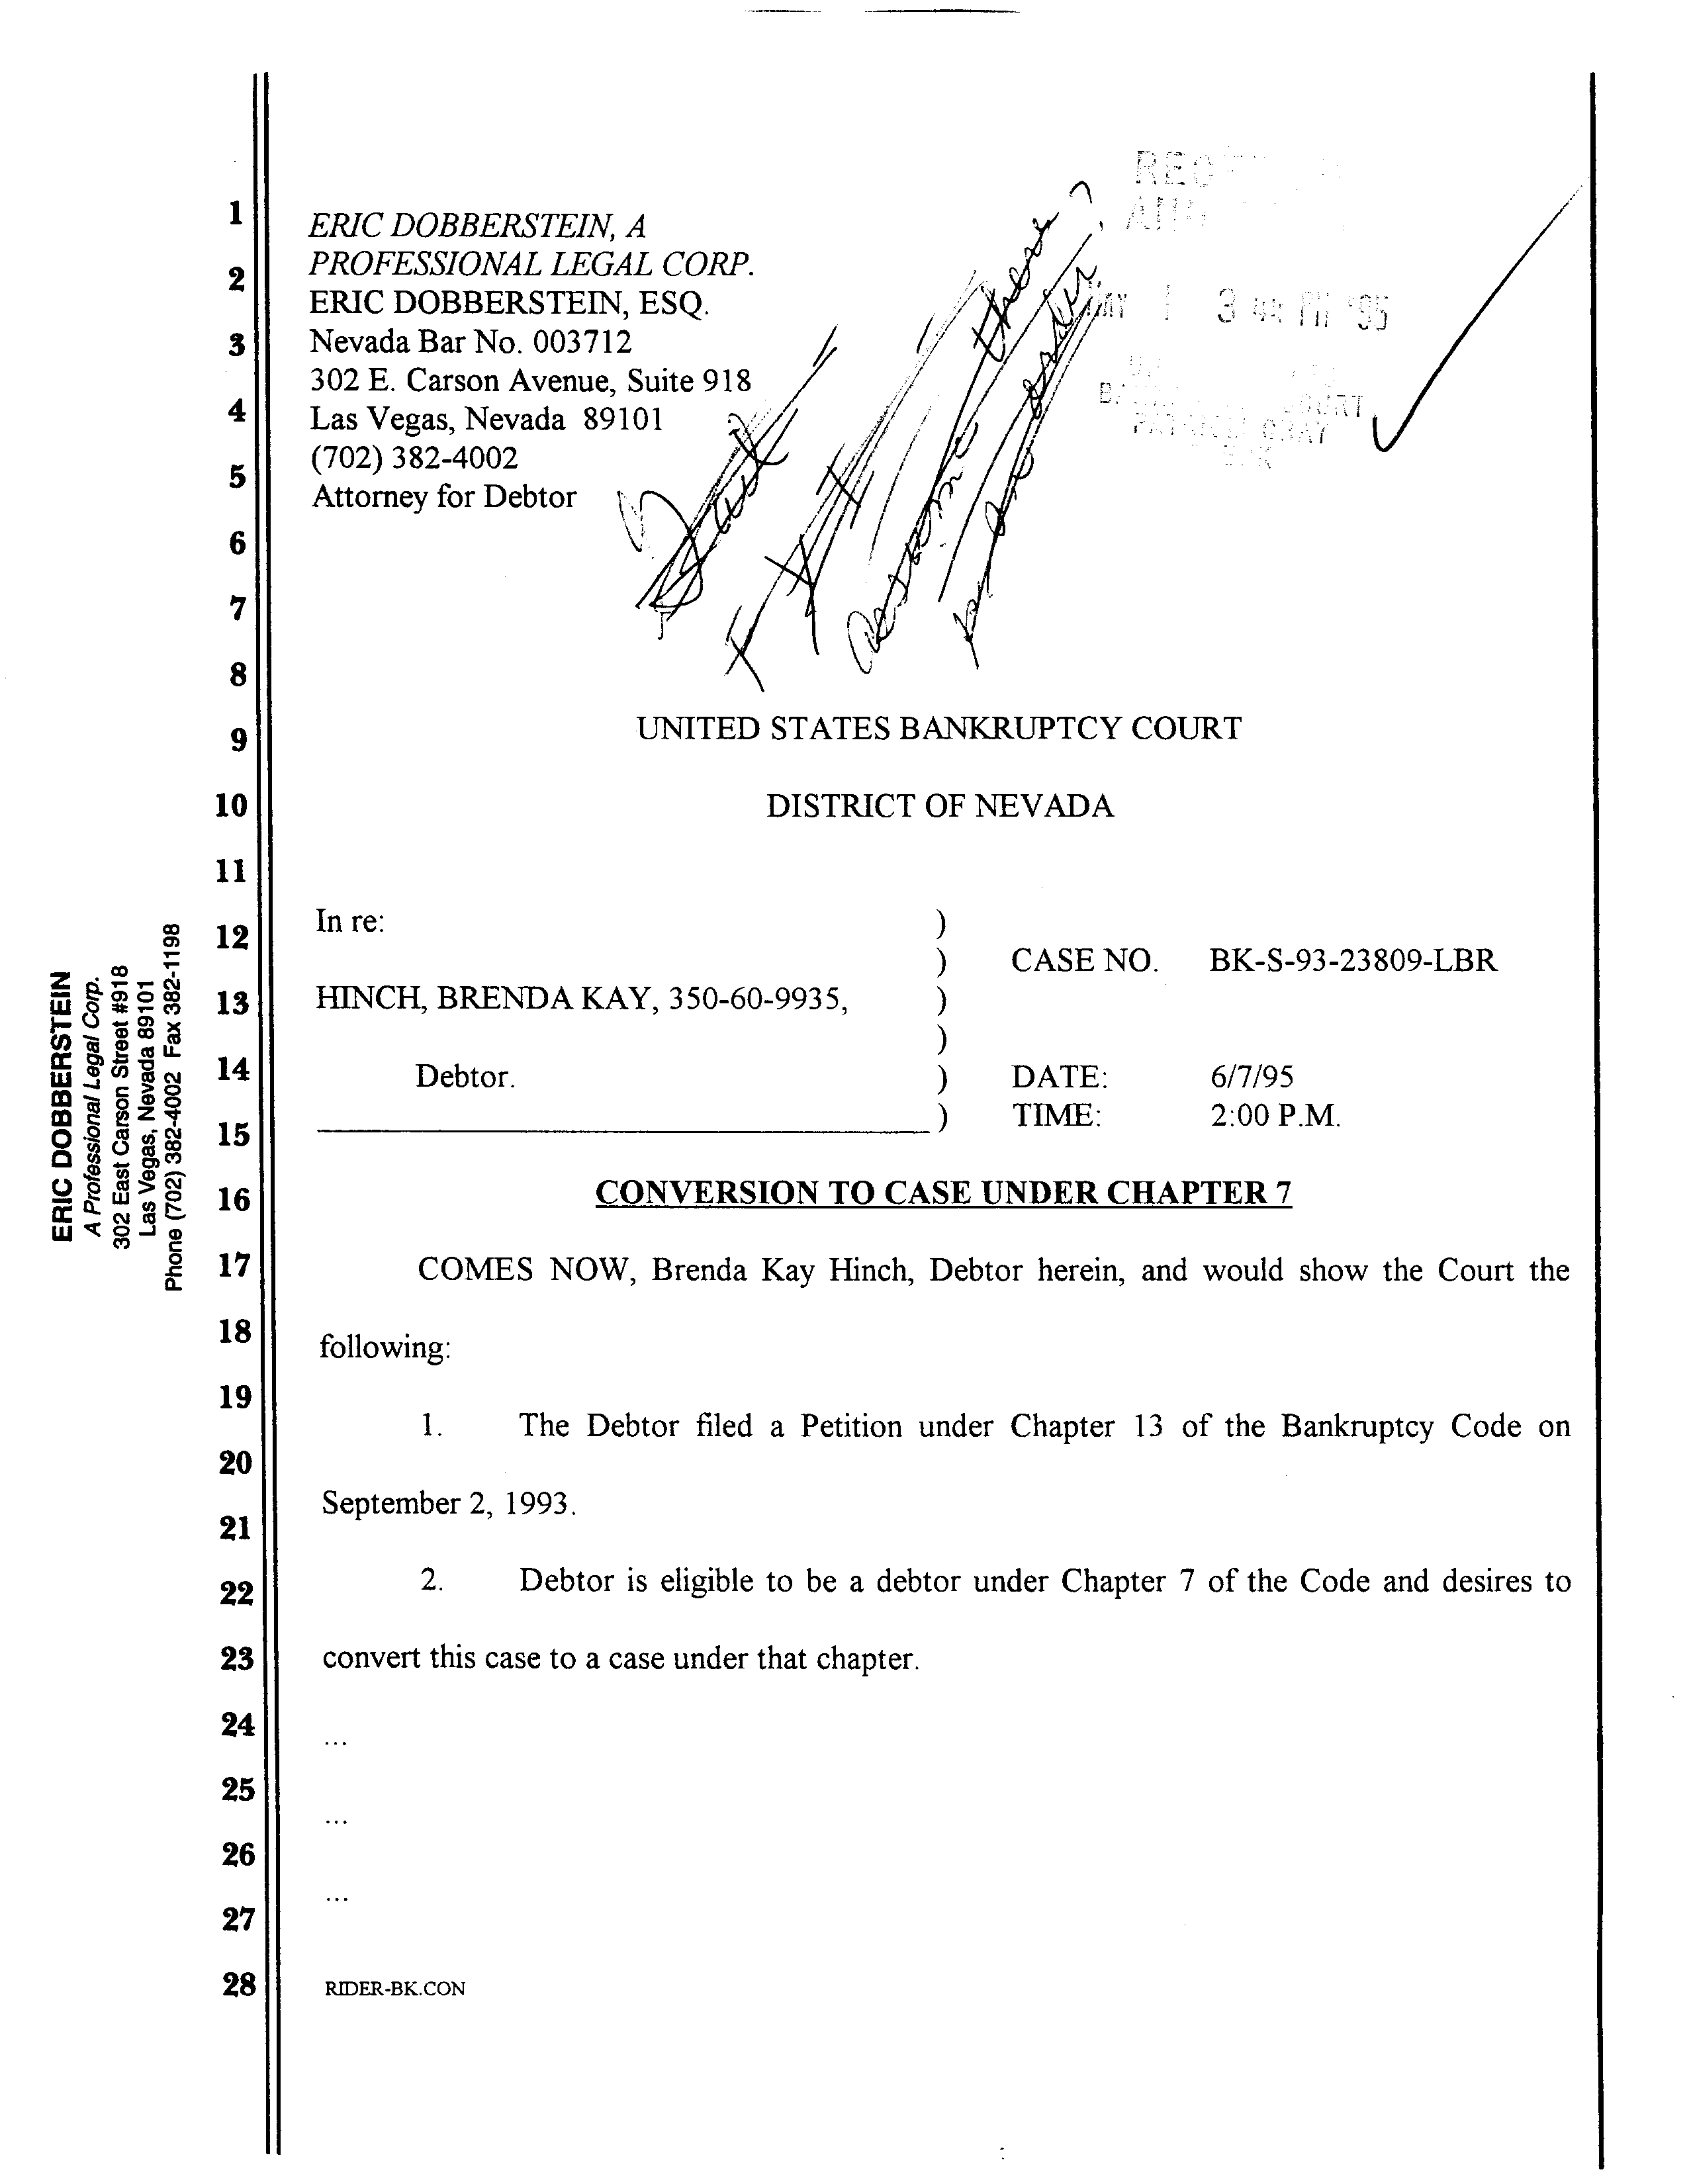 ERIC DOBBERSTEIN, A
PROFESSIONAL LEGAL CORP.
ERIC DOBBERSTEIN, ESQ.
Nevada Bar No. 003712
302 E. Carson Avenue, Suite 918
Las Vegas, Nevada 89101
(702) 382-4002
Attorney for Debtor
3 44 PM '95
COURT
GRAY
UNITED STATES BANKRUPTCY COURT
DISTRICT OF NEVADA
In re: )
) CASE NO. BK-S-93-23809-LBR
HINCH, BRENDA KAY, 350-60-9935, )
)
Debtor. ) DATE: 6/7/95
) TIME: 2:00 P.M.
CONVERSION TO CASE UNDER CHAPTER 7
COMES NOW, Brenda Kay Hinch, Debtor herein, and would show the Court the
following:
1. The Debtor filed a Petition under Chapter 13 of the Bankruptcy Code on
September 2, 1993.
2. Debtor is eligible to be a debtor under Chapter 7 of the Code and desires to
convert this case to a case under that chapter.
...
...
...
RIDER-BK.CON
1
2
3
4
5
6
7
8
9
10
11
12
13
14
15
16
17
18
19
20
21
22
23
24
25
26
27
28
ERIC DOBBERSTEIN
A Professional Legal Corp.
302 East Carson Street #918
Las Vegas, Nevada 89101
Phone (702) 382-4002 Fax 382-1198